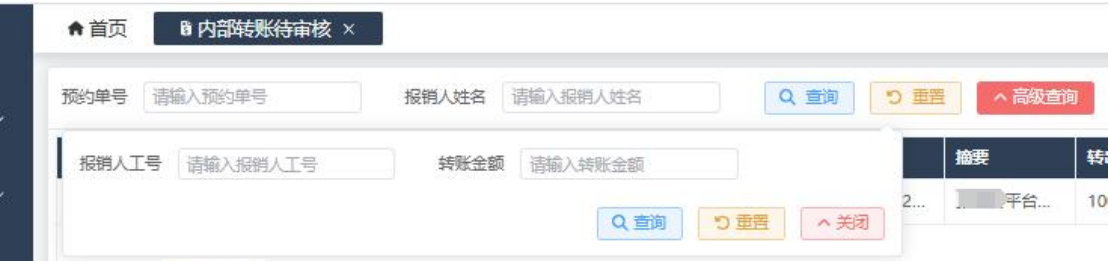 首页 内部转账待审核 ×
预约单号 请输入预约单号 报销人姓名 请输入报销人姓名 查询 重置 高级查询
报销人工号 请输入报销人工号 转账金额 请输入转账金额
摘要
2... 平台... 10
查询 重置 关闭